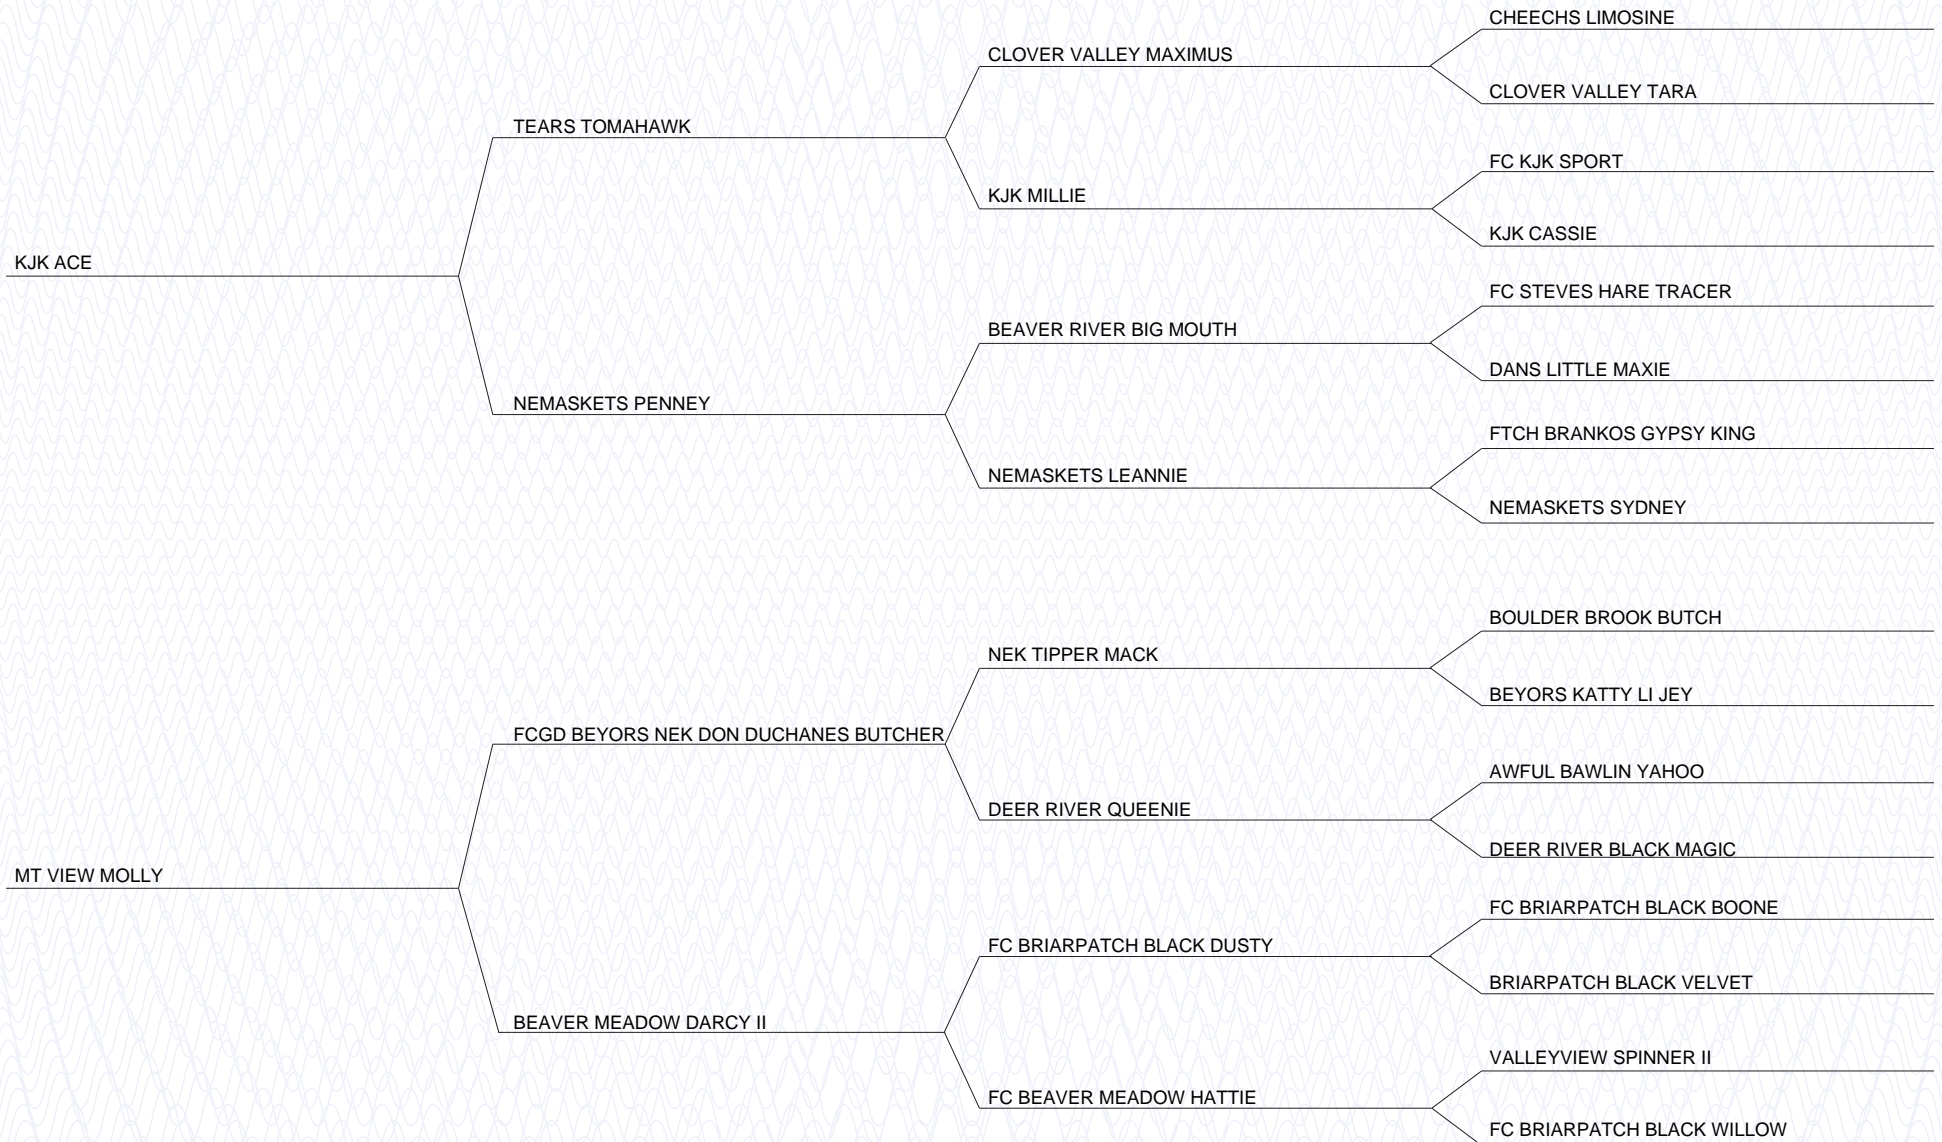 CHEECHS LIMOSINE
CLOVER VALLEY MAXIMUS
CLOVER VALLEY TARA
TEARS TOMAHAWK
FC KJK SPORT
KJK MILLIE
KJK CASSIE
KJK ACE
FC STEVES HARE TRACER
BEAVER RIVER BIG MOUTH
DANS LITTLE MAXIE
NEMASKETS PENNEY
FTCH BRANKOS GYPSY KING
NEMASKETS LEANNIE
NEMASKETS SYDNEY
BOULDER BROOK BUTCH
NEK TIPPER MACK
BEYORS KATTY LI JEY
FCGD BEYORS NEK DON DUCHANES BUTCHER
AWFUL BAWLIN YAHOO
DEER RIVER QUEENIE
DEER RIVER BLACK MAGIC
MT VIEW MOLLY
FC BRIARPATCH BLACK BOONE
FC BRIARPATCH BLACK DUSTY
BRIARPATCH BLACK VELVET
BEAVER MEADOW DARCY II
VALLEYVIEW SPINNER II
FC BEAVER MEADOW HATTIE
FC BRIARPATCH BLACK WILLOW